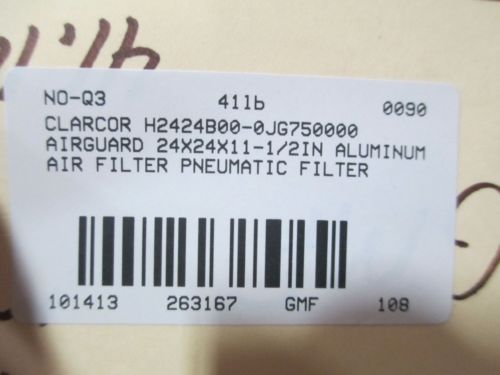 NO-Q3 41lb 0090
CLARCOR H2424B00-0JG750000
AIRGUARD 24X24X11-1/2IN ALUMINUM
AIR FILTER PNEUMATIC FILTER
101413 263167 GMF 108